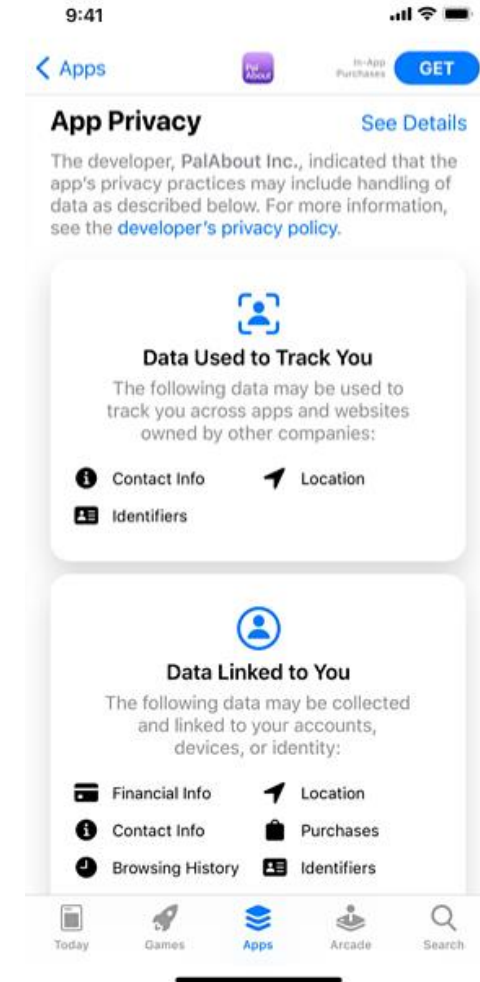 9:41
Apps
Pal
About
In-App
Purchases
GET
App Privacy
See Details
The developer, PalAbout Inc., indicated that the
app's privacy practices may include handling of
data as described below. For more information,
see the developer's privacy policy.
Data Used to Track You
The following data may be used to
track you across apps and websites
owned by other companies:
Contact Info
Location
Identifiers
Data Linked to You
The following data may be collected
and linked to your accounts,
devices, or identity:
Financial Info
Location
Contact Info
Purchases
Browsing History
Identifiers
Today
Games
Apps
Arcade
Search